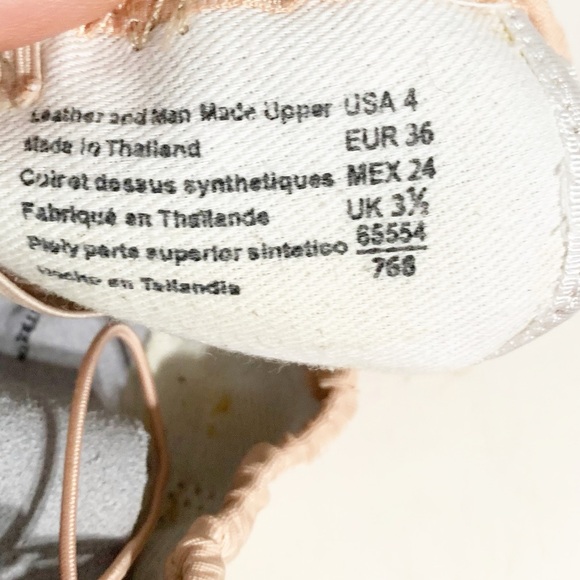 Leather and Man Made Upper USA 4
Made in Thailand EUR 36
Cuir et dessus synthetiques MEX 24
Fabriqué en Thaïlande UK 3½
Piel y parte superior sintetico 65554
Hecho en Tailandia 768